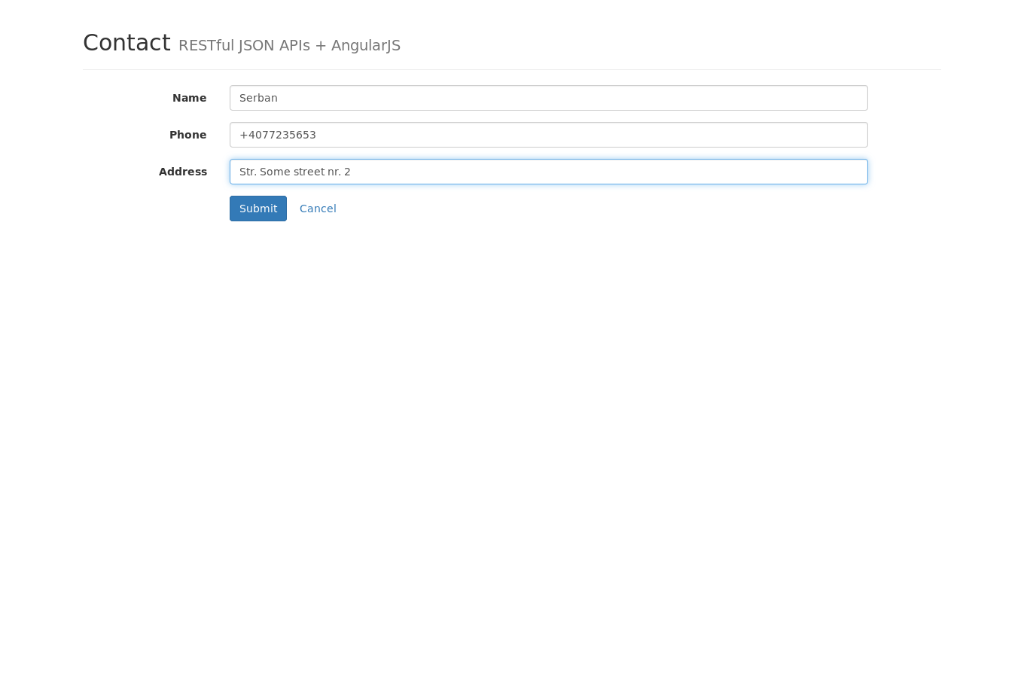 Contact RESTful JSON APIs + AngularJS
Name Serban
Phone +4077235653
Address Str. Some street nr. 2
Submit Cancel